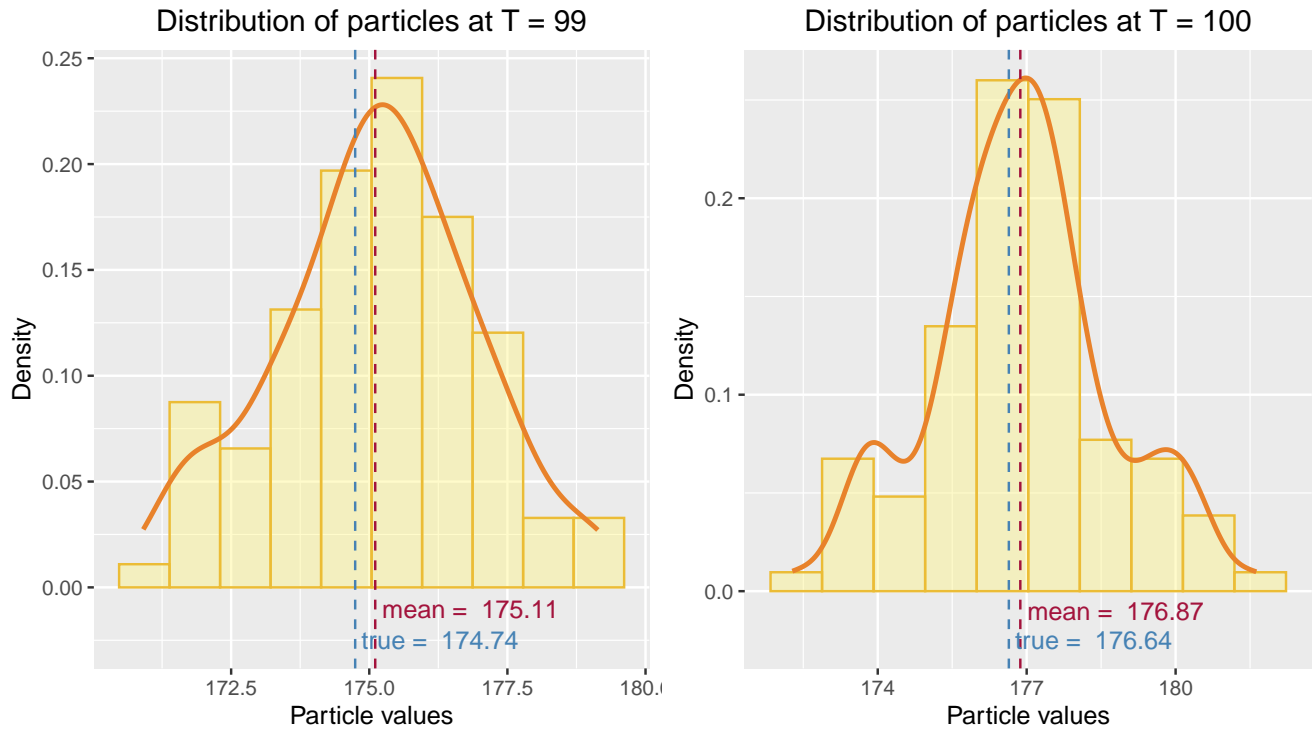 Distribution of particles at T = 99
Density
0.25
0.20
0.15
0.10
0.05
0.00
mean = 175.11
true = 174.74
172.5 175.0 177.5 180.0
Particle values
Distribution of particles at T = 100
Density
0.2
0.1
0.0
mean = 176.87
true = 176.64
174 177 180
Particle values